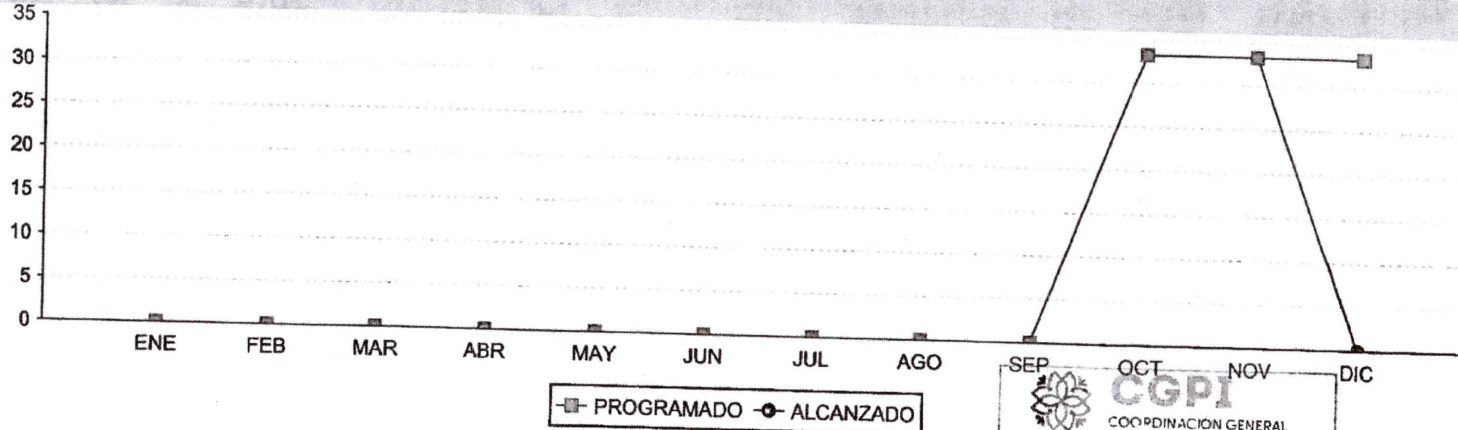 35
30
25
20
15
10
5
0
ENE FEB MAR ABR MAY JUN JUL AGO SEP OCT NOV DIC
PROGRAMADO ALCANZADO
CGPI
COORDINACIÓN GENERAL